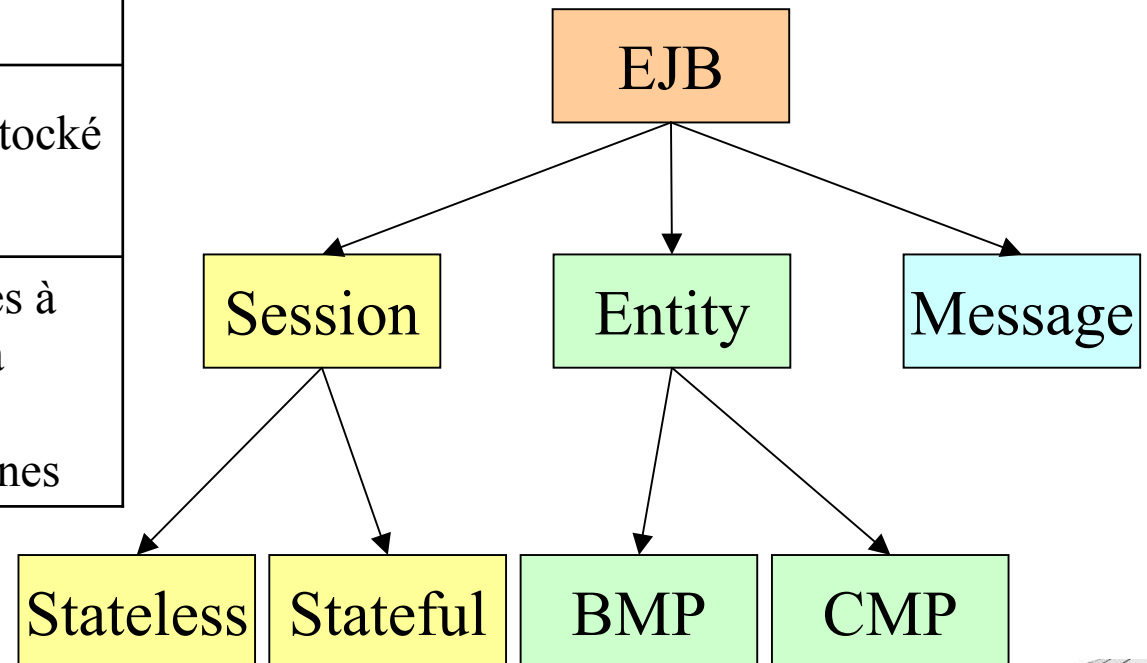 EJB
tocké
Session
Entity
Message
es à
nes
Stateless
Stateful
BMP
CMP